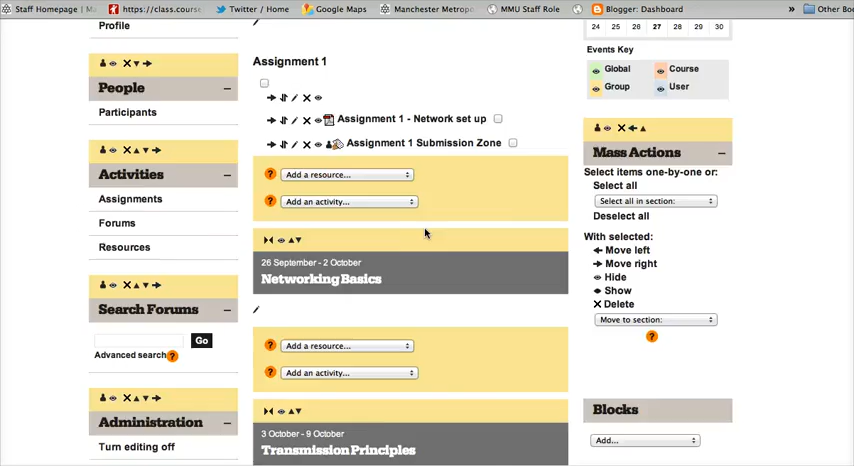 Staff Homepage | Ma
https://class.course
Twitter / Home
Google Maps
Manchester Metrop
MMU Staff Role
Blogger: Dashboard
»
Other Boo
Profile
People
Participants
Activities
Assignments
Forums
Resources
Search Forums
Go
Advanced search ?
Administration
Turn editing off
Assignment 1
Assignment 1 - Network set up
Assignment 1 Submission Zone
? Add a resource...
? Add an activity...
26 September - 2 October
Networking Basics
? Add a resource...
? Add an activity...
3 October - 9 October
Transmission Principles
24 25 26 27 28 29 30
Events Key
Global
Course
Group
User
Mass Actions
Select items one-by-one or:
Select all
Select all in section:
Deselect all
With selected:
Move left
Move right
Hide
Show
Delete
Move to section:
?
Blocks
Add...